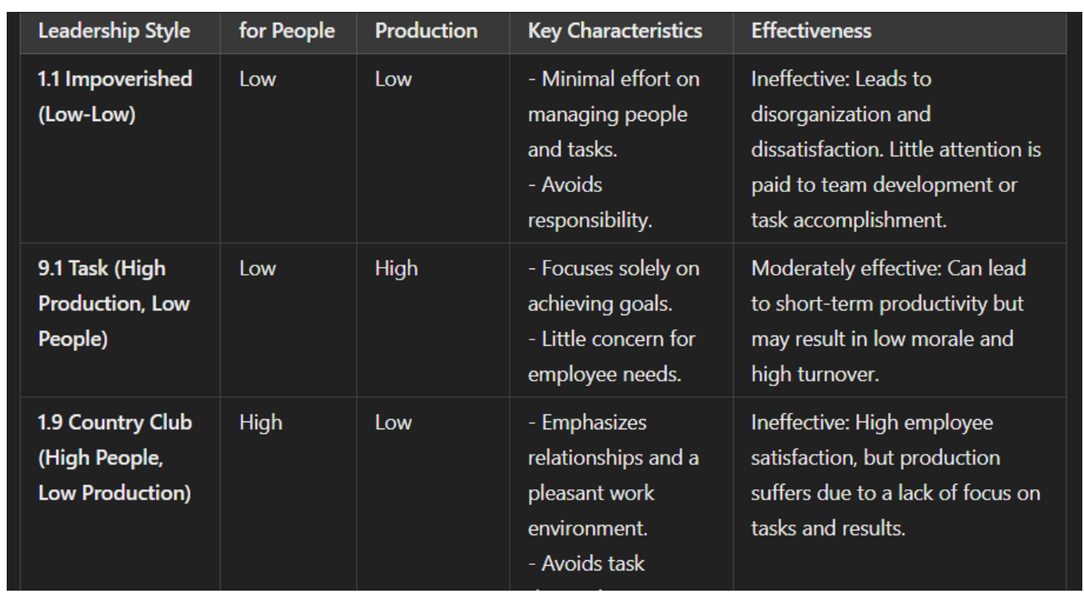 Leadership Style
for People
Production
Key Characteristics
Effectiveness
1.1 Impoverished
(Low-Low)
Low
Low
- Minimal effort on
managing people
and tasks.
- Avoids
responsibility.
Ineffective: Leads to
disorganization and
dissatisfaction. Little attention is
paid to team development or
task accomplishment.
9.1 Task (High
Production, Low
People)
Low
High
- Focuses solely on
achieving goals.
- Little concern for
employee needs.
Moderately effective: Can lead
to short-term productivity but
may result in low morale and
high turnover.
1.9 Country Club
(High People,
Low Production)
High
Low
- Emphasizes
relationships and a
pleasant work
environment.
- Avoids task
Ineffective: High employee
satisfaction, but production
suffers due to a lack of focus on
tasks and results.